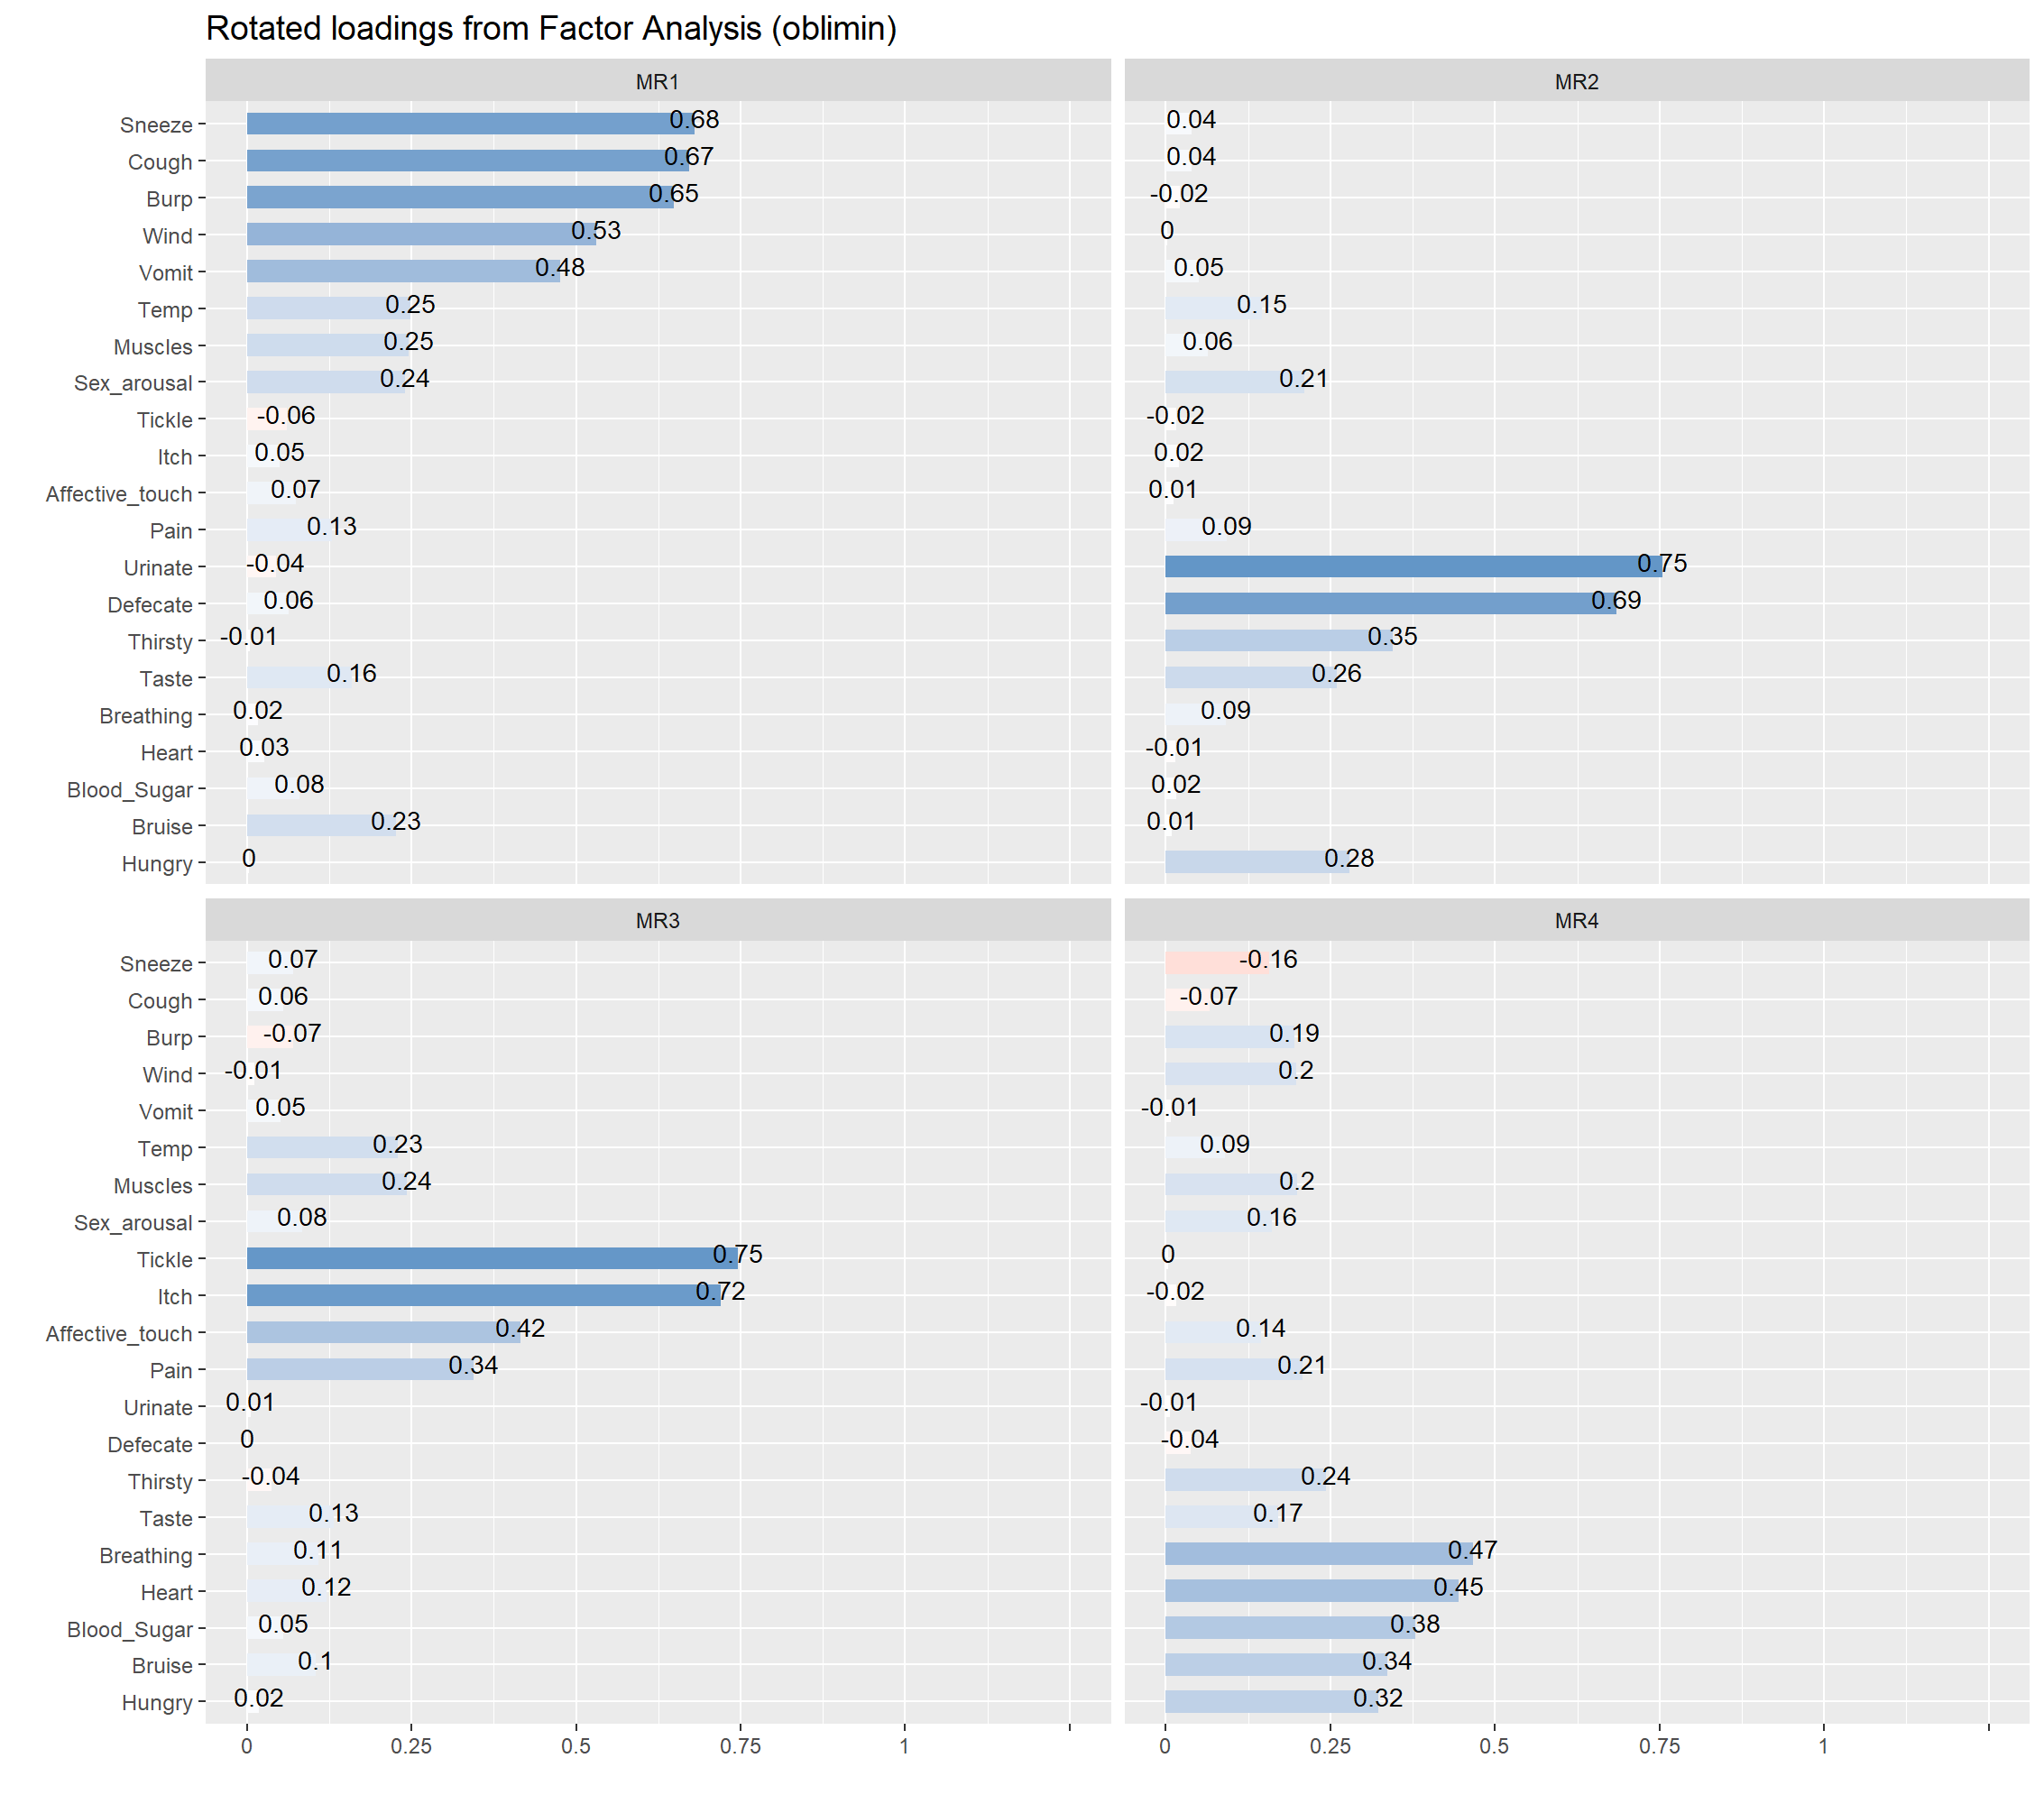 Rotated loadings from Factor Analysis (oblimin)
MR1
MR2
Sneeze 0.68 0.04
Cough 0.67 0.04
Burp 0.65 -0.02
Wind 0.53 0
Vomit 0.48 0.05
Temp 0.25 0.15
Muscles 0.25 0.06
Sex_arousal 0.24 0.21
Tickle -0.06 -0.02
Itch 0.05 0.02
Affective_touch 0.07 0.01
Pain 0.13 0.09
Urinate -0.04 0.75
Defecate 0.06 0.69
Thirsty -0.01 0.35
Taste 0.16 0.26
Breathing 0.02 0.09
Heart 0.03 -0.01
Blood_Sugar 0.08 0.02
Bruise 0.23 0.01
Hungry 0 0.28
MR3
MR4
Sneeze 0.07 -0.16
Cough 0.06 -0.07
Burp -0.07 0.19
Wind -0.01 0.2
Vomit 0.05 -0.01
Temp 0.23 0.09
Muscles 0.24 0.2
Sex_arousal 0.08 0.16
Tickle 0.75 0
Itch 0.72 -0.02
Affective_touch 0.42 0.14
Pain 0.34 0.21
Urinate 0.01 -0.01
Defecate 0 -0.04
Thirsty -0.04 0.24
Taste 0.13 0.17
Breathing 0.11 0.47
Heart 0.12 0.45
Blood_Sugar 0.05 0.38
Bruise 0.1 0.34
Hungry 0.02 0.32
0 0.25 0.5 0.75 1
0 0.25 0.5 0.75 1